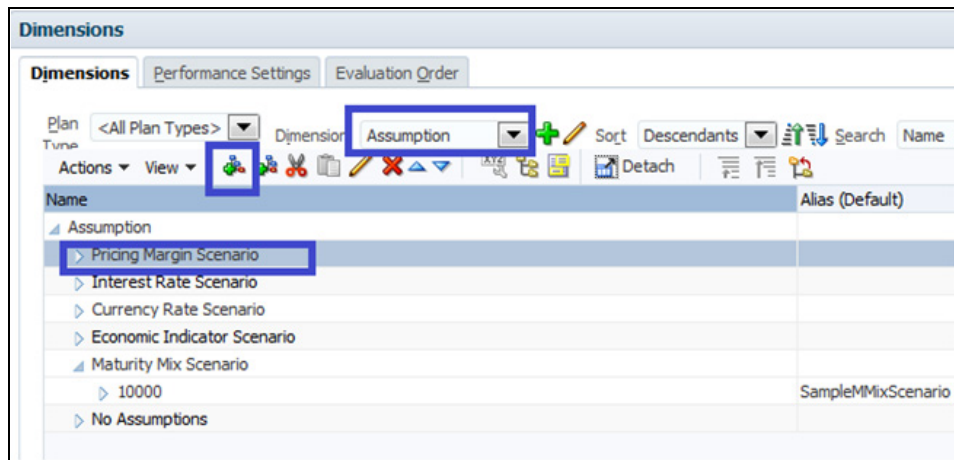 Dimensions
Dimensions Performance Settings Evaluation Order
Plan Type <All Plan Types> Dimension Assumption Sort Descendants Search Name
Actions View Detach
Name Alias (Default)
Assumption
Pricing Margin Scenario
Interest Rate Scenario
Currency Rate Scenario
Economic Indicator Scenario
Maturity Mix Scenario
10000 SampleMMixScenario
No Assumptions